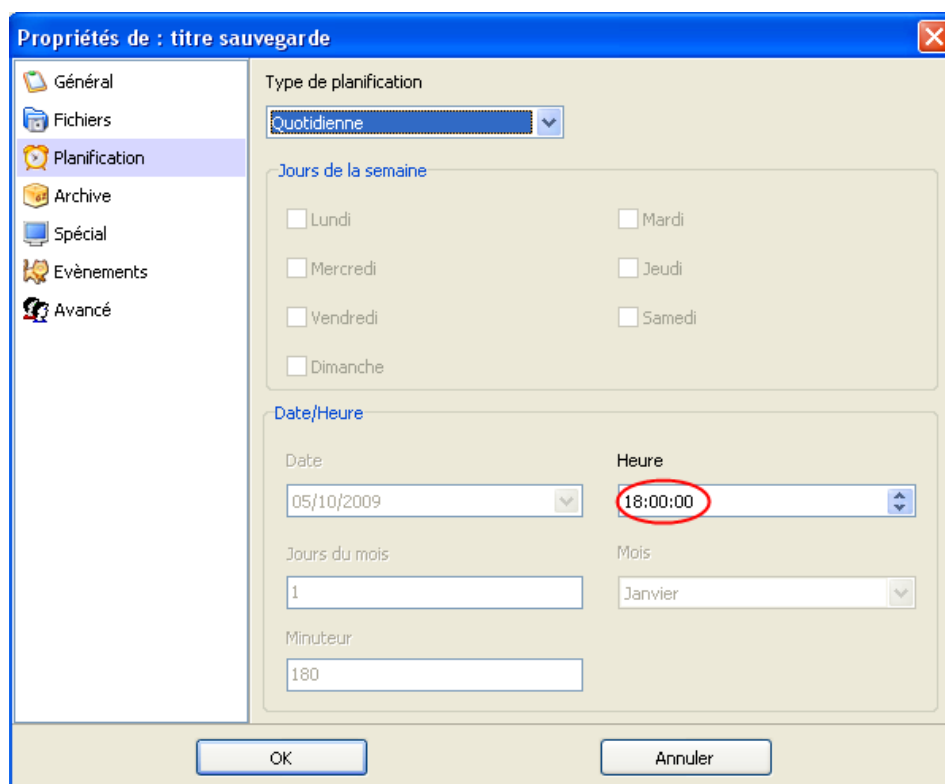 Propriétés de : titre sauvegarde
Général
Fichiers
Planification
Archive
Spécial
Evènements
Avancé
Type de planification
Quotidienne
Jours de la semaine
Lundi
Mardi
Mercredi
Jeudi
Vendredi
Samedi
Dimanche
Date/Heure
Date
Heure
05/10/2009
18:00:00
Jours du mois
Mois
1
Janvier
Minuteur
180
OK
Annuler